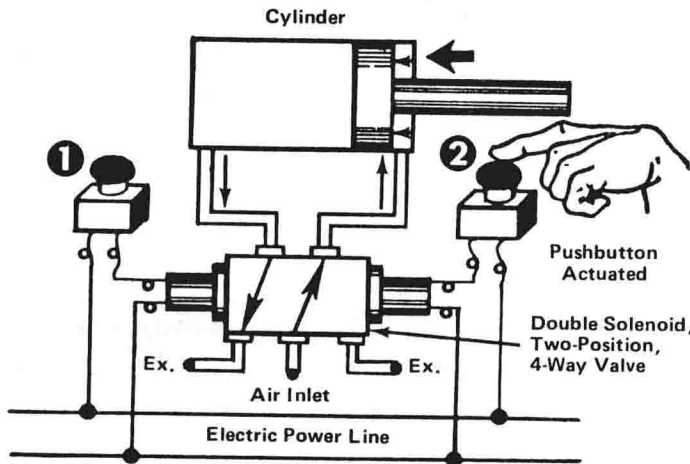 Cylinder
1
2
Pushbutton
Actuated
Double Solenoid,
Two-Position,
4-Way Valve
Ex.
Ex.
Air Inlet
Electric Power Line